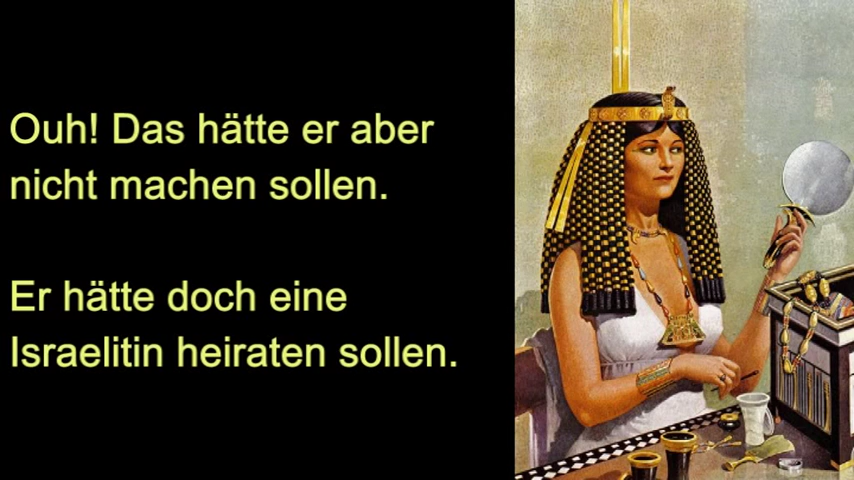 Ouh! Das hätte er aber
nicht machen sollen.
Er hätte doch eine
Israelitin heiraten sollen.